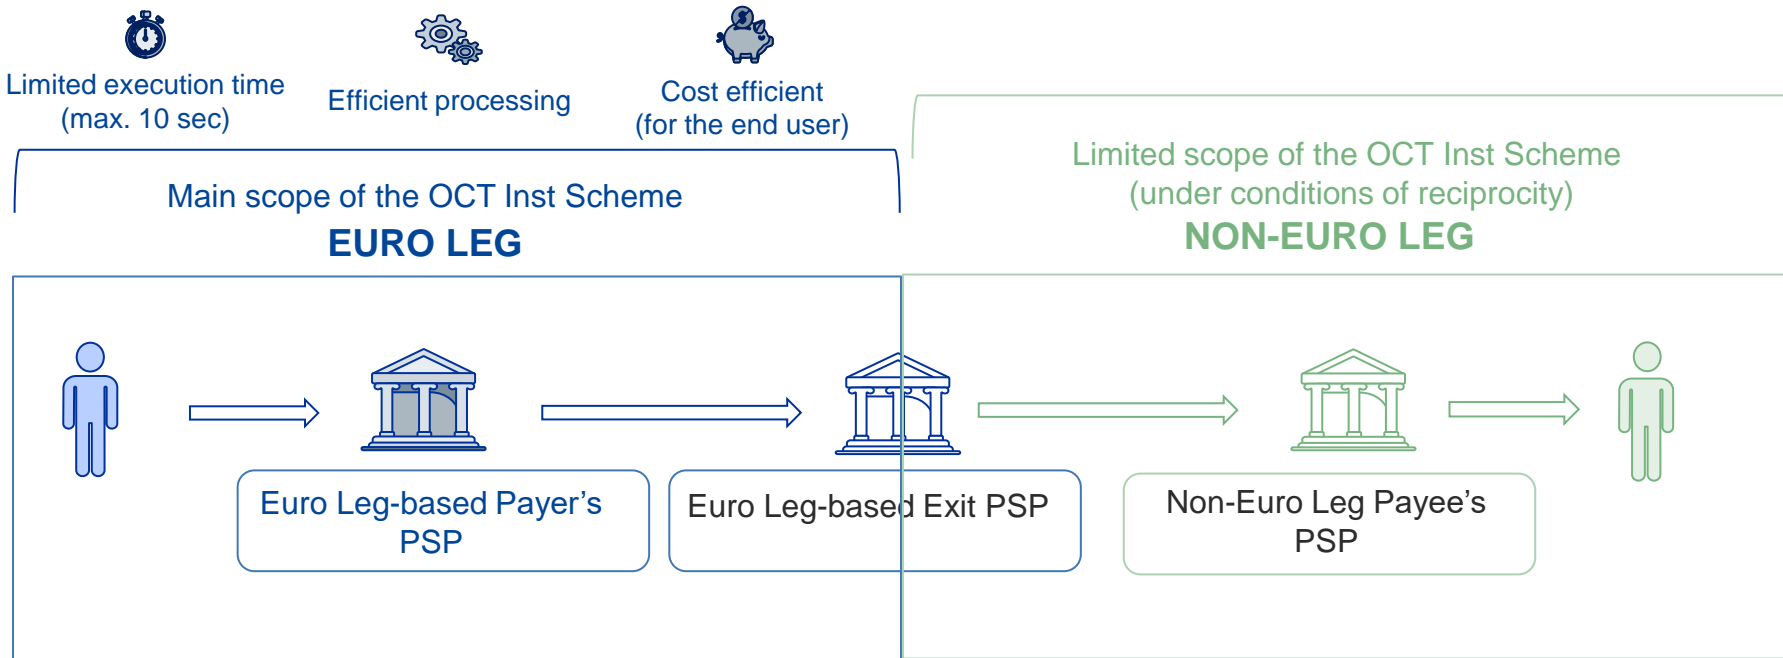 Limited execution time
(max. 10 sec)
Efficient processing
Cost efficient
(for the end user)
Main scope of the OCT Inst Scheme
EURO LEG
Limited scope of the OCT Inst Scheme
(under conditions of reciprocity)
NON-EURO LEG
Euro Leg-based Payer’s
PSP
Euro Leg-based Exit PSP
Non-Euro Leg Payee’s
PSP